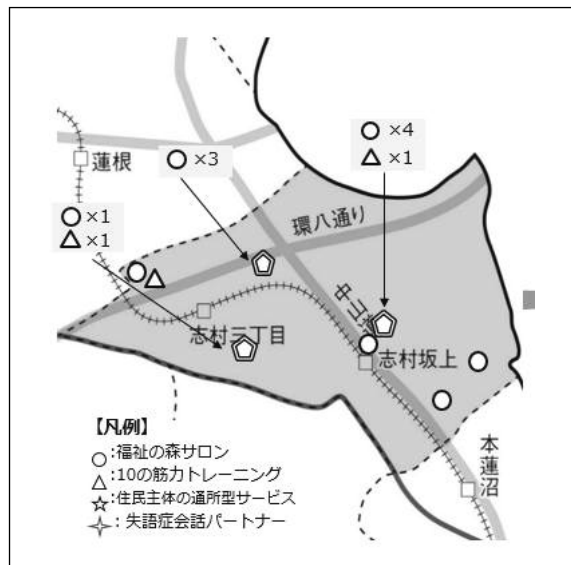 ○ ×4
△ ×1
○ ×3
蓮根
○ ×1
△ ×1
環八通り
中山道
志村三丁目
志村坂上
本蓮沼
【凡例】
○:福祉の森サロン
△:10の筋力トレーニング
☆:住民主体の通所型サービス
✧:失語症会話パートナー